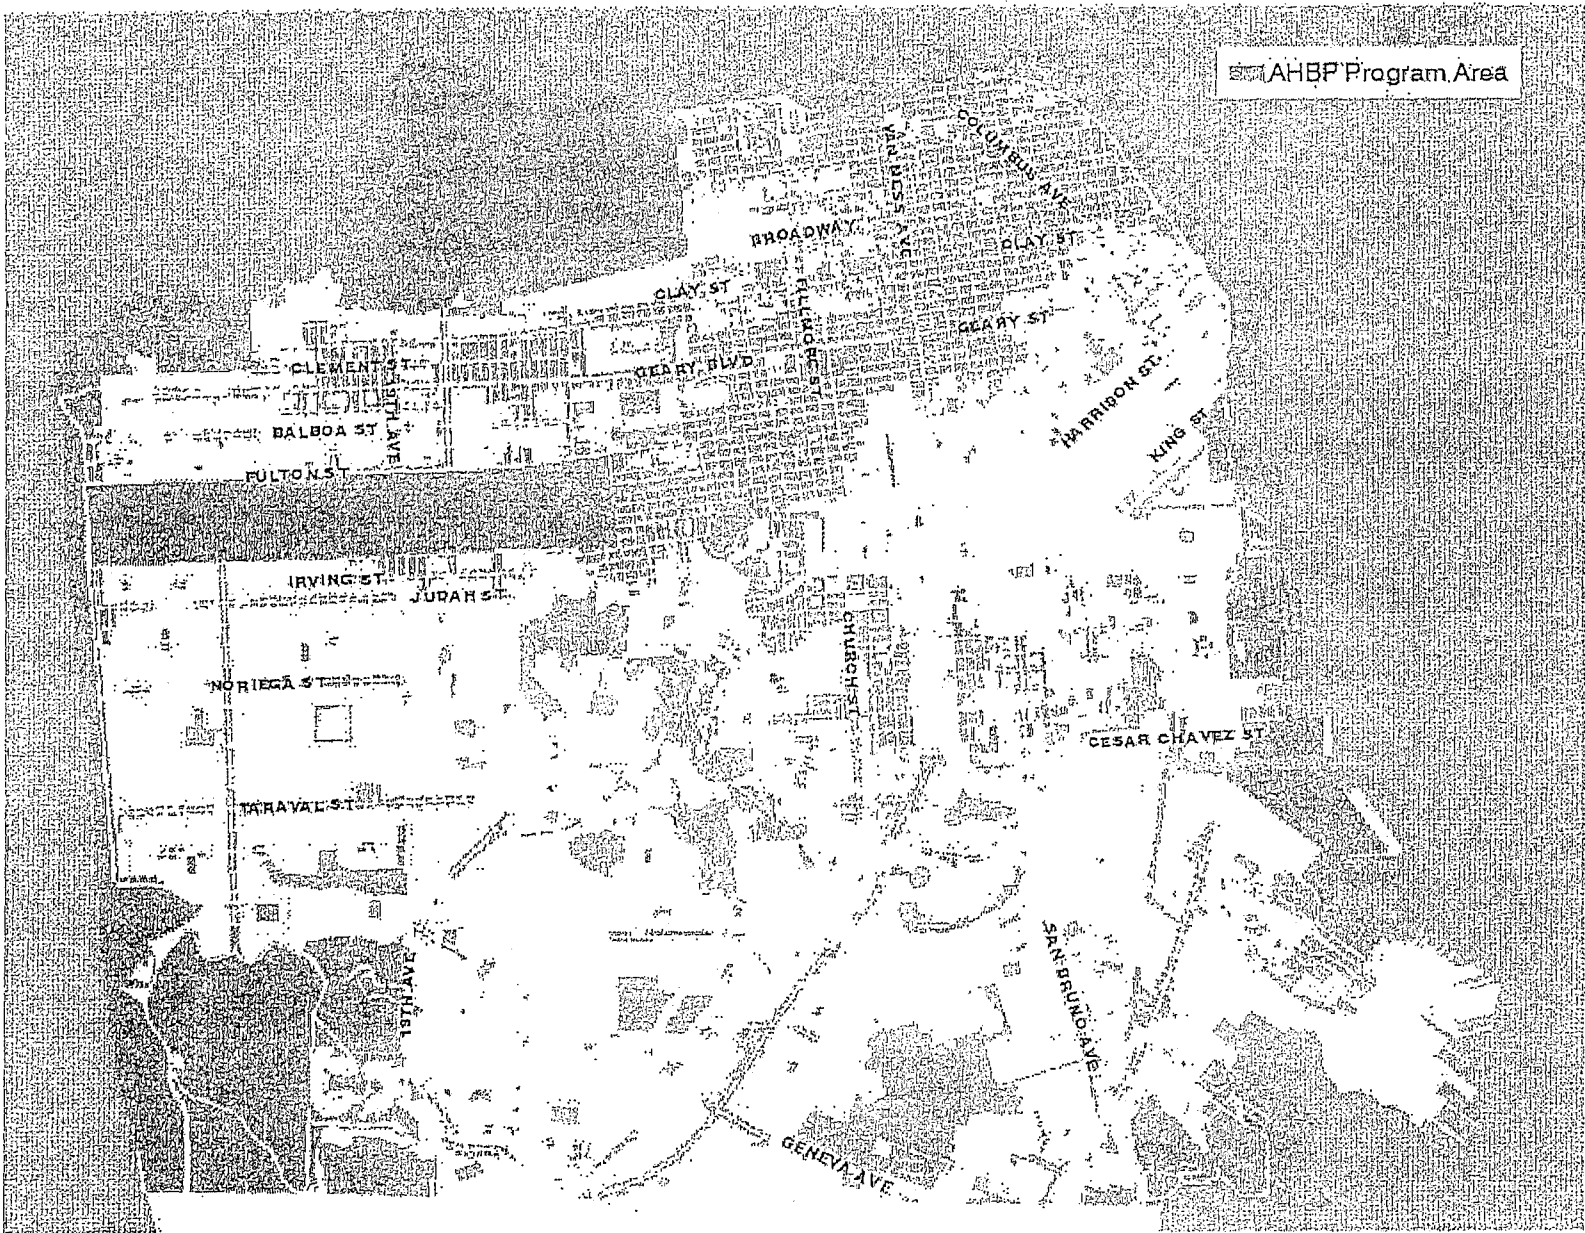 AHBP Program Area
COLUMBUS AVE
VAN NESS AVE
BROADWAY
CLAY ST
CLAY ST
FILLMORE ST
GEARY ST
CLEMENT ST
GEARY BLVD
19TH AVE
HARRISON ST
BALBOA ST
KING ST
FULTON ST
IRVING ST
JUDAH ST
CHURCH ST
NORIEGA ST
CESAR CHAVEZ ST
TARAVAL ST
19TH AVE
SAN BRUNO AVE
GENEVA AVE